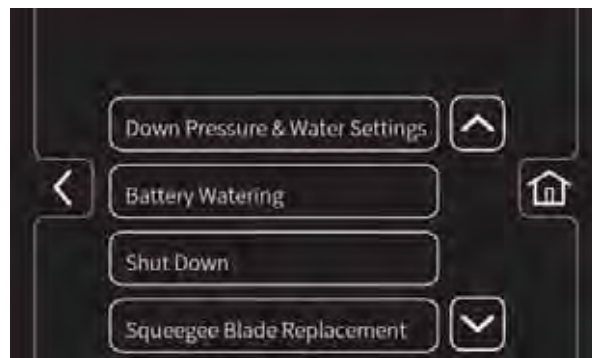 Down Pressure & Water Settings
Battery Watering
Shut Down
Squeegee Blade Replacement